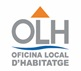 OLH
OFICINA LOCAL
D'HABITATGE